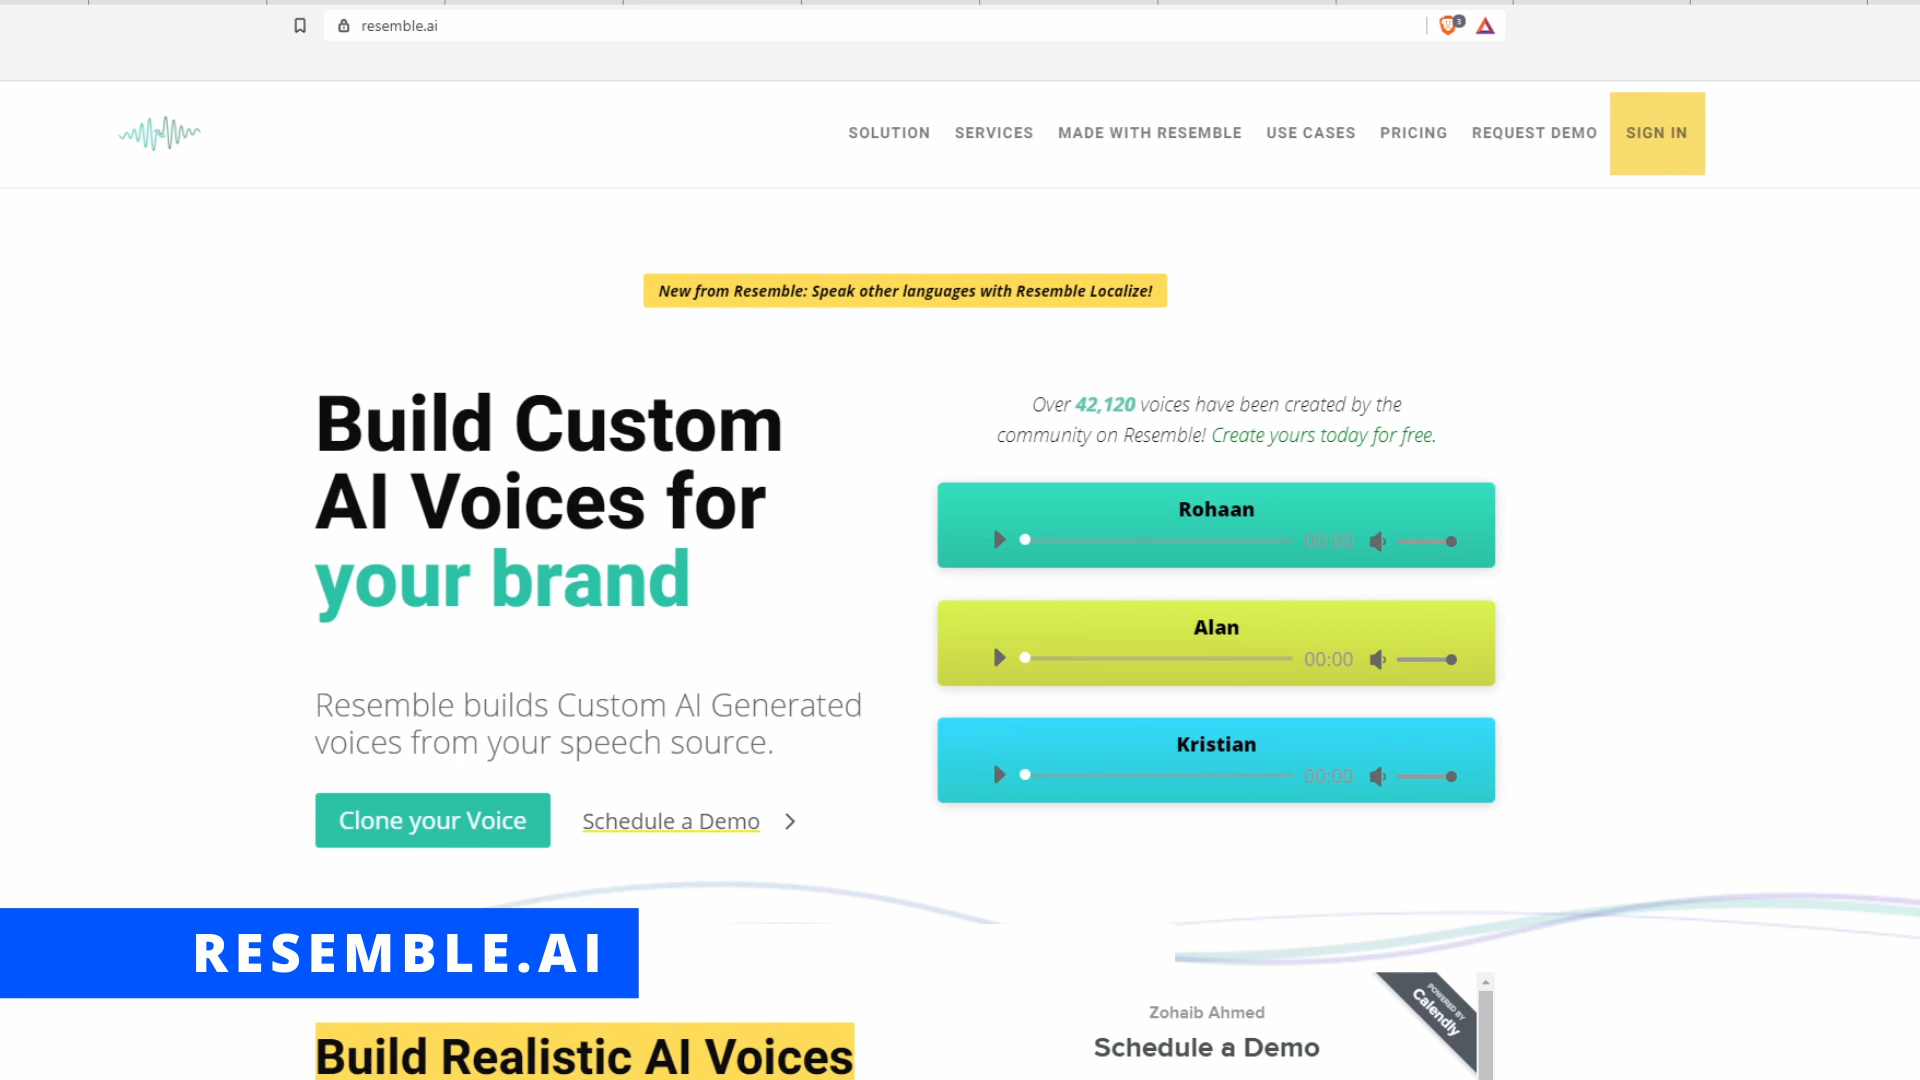 resemble.ai
3
SOLUTION SERVICES MADE WITH RESEMBLE USE CASES PRICING REQUEST DEMO SIGN IN
New from Resemble: Speak other languages with Resemble Localize!
Build Custom
AI Voices for
your brand
Resemble builds Custom AI Generated
voices from your speech source.
Clone your Voice
Schedule a Demo
Over 42,120 voices have been created by the
community on Resemble! Create yours today for free.
Rohaan
00:00
Alan
00:00
Kristian
00:00
RESEMBLE.AI
Build Realistic AI Voices
Zohaib Ahmed
Schedule a Demo
POWERED BY
Calendly